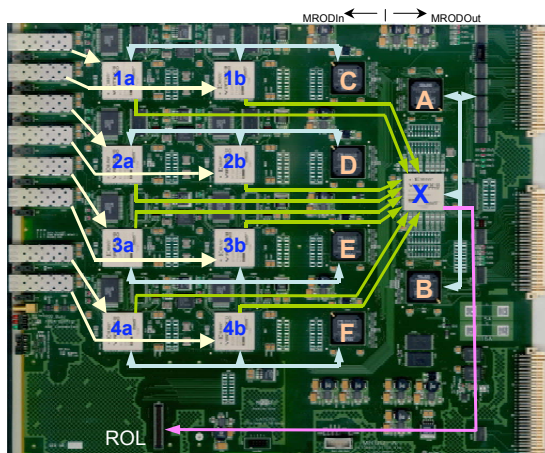 MRODIn
MRODOut
1a 1b C A
2a 2b D
X
3a 3b E
B
4a 4b F
ROL